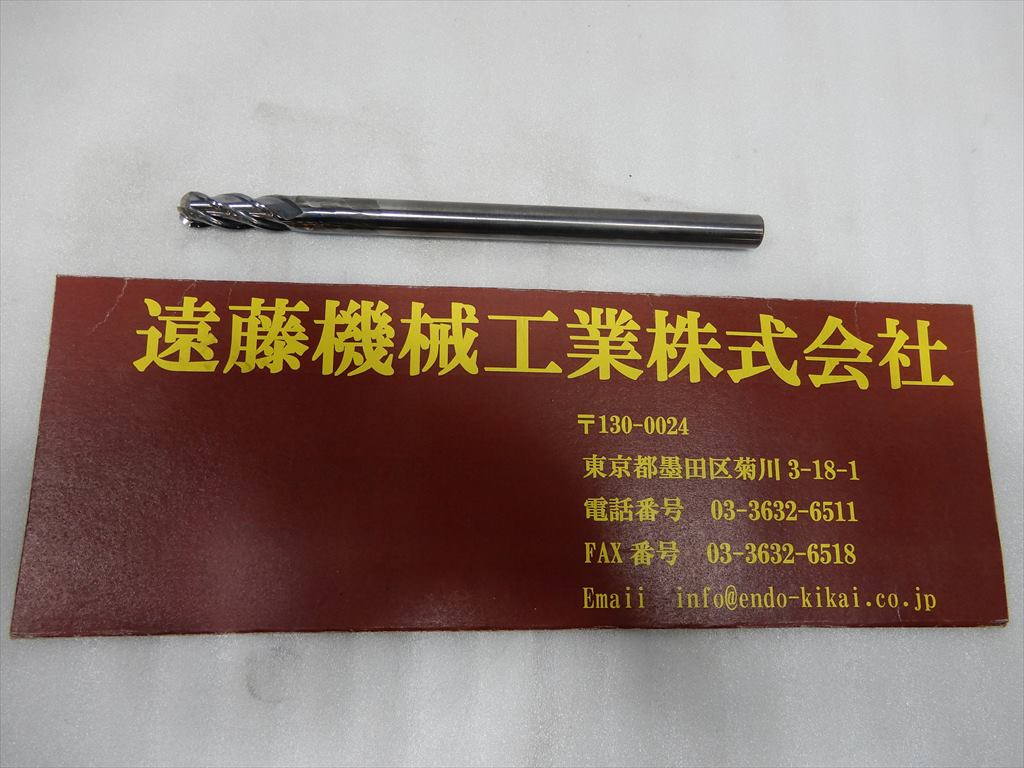 遠藤機械工業株式会社
〒130-0024
東京都墨田区菊川 3-18-1
電話番号 03-3632-6511
FAX 番号 03-3632-6518
Emaii info@endo-kikai.co.jp